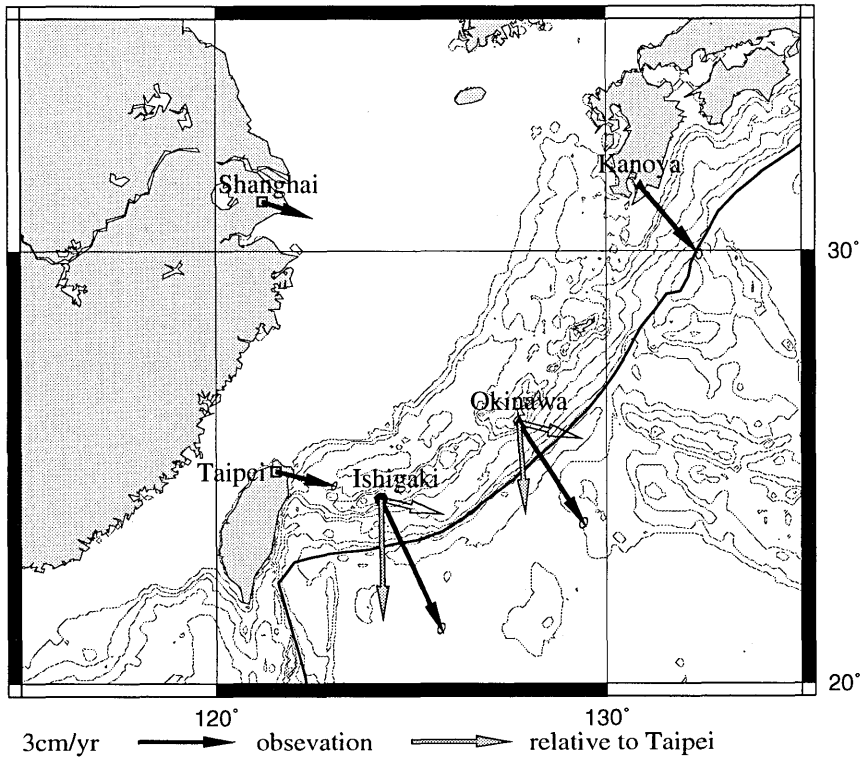 Kanoya
Shanghai
30°
Okinawa
Taipei
Ishigaki
20°
120°
130°
3cm/yr
obsevation
relative to Taipei